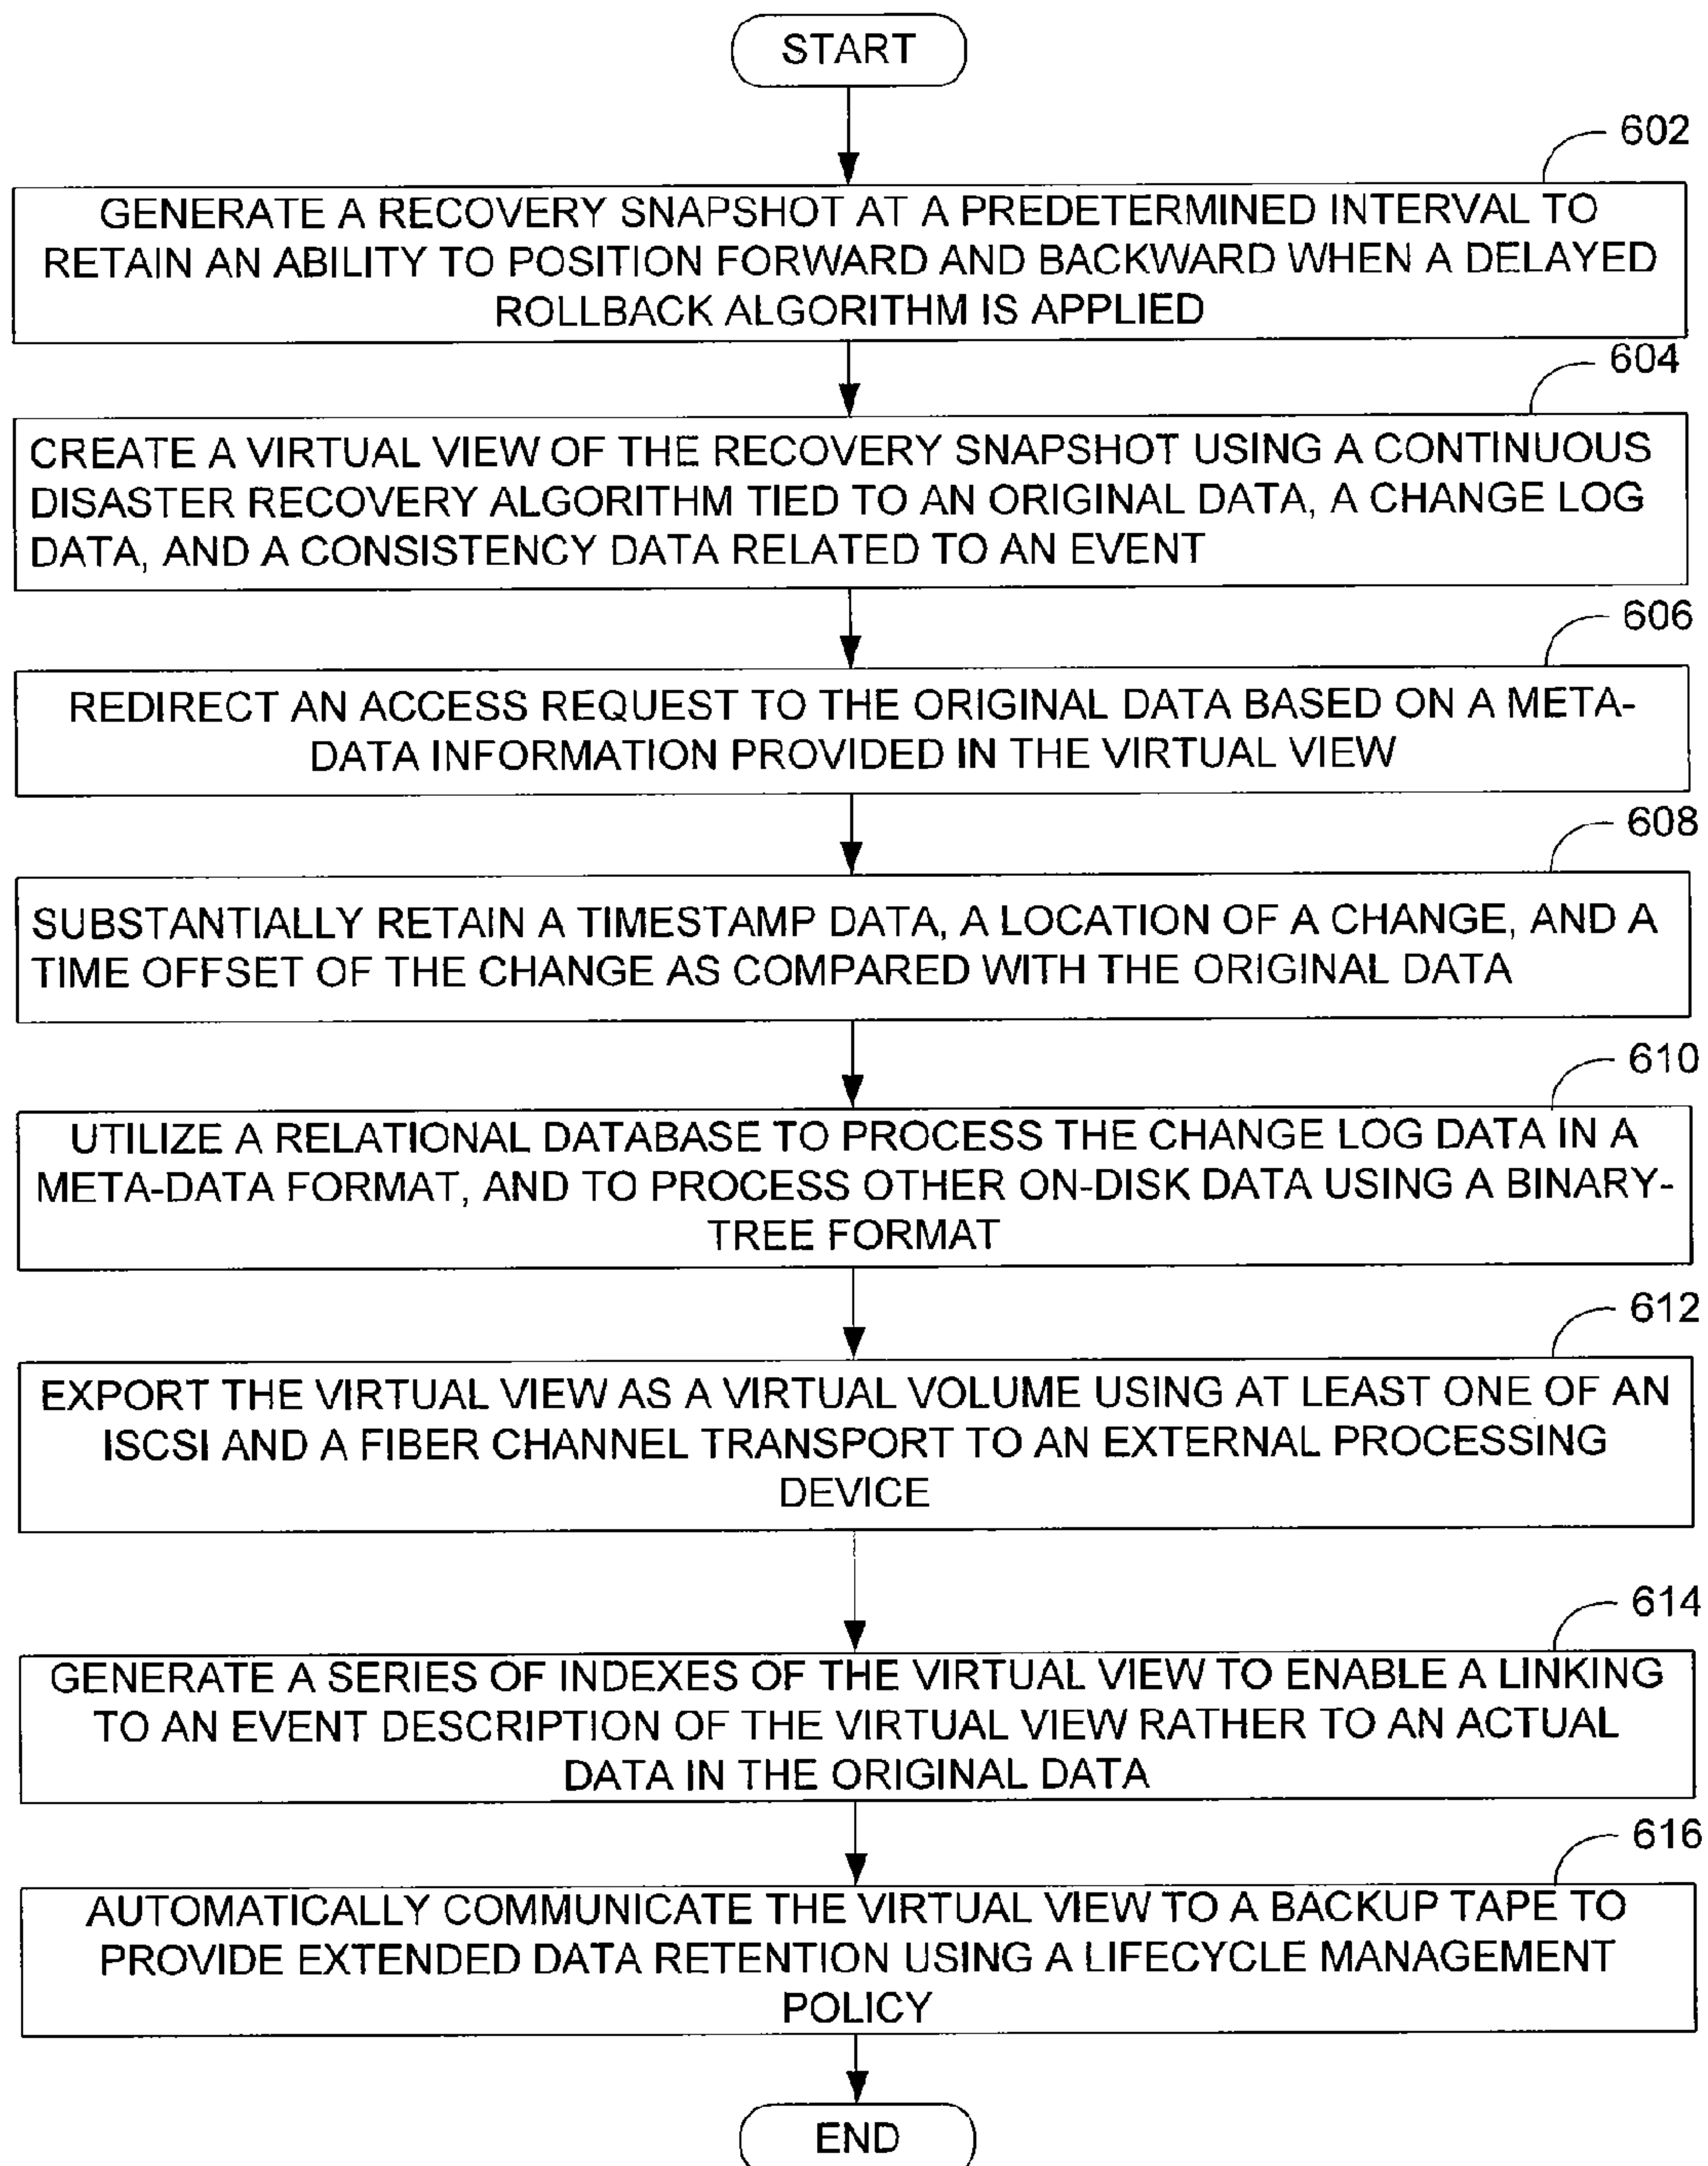 START
602
GENERATE A RECOVERY SNAPSHOT AT A PREDETERMINED INTERVAL TO
RETAIN AN ABILITY TO POSITION FORWARD AND BACKWARD WHEN A DELAYED
ROLLBACK ALGORITHM IS APPLIED
604
CREATE A VIRTUAL VIEW OF THE RECOVERY SNAPSHOT USING A CONTINUOUS
DISASTER RECOVERY ALGORITHM TIED TO AN ORIGINAL DATA, A CHANGE LOG
DATA, AND A CONSISTENCY DATA RELATED TO AN EVENT
606
REDIRECT AN ACCESS REQUEST TO THE ORIGINAL DATA BASED ON A META-
DATA INFORMATION PROVIDED IN THE VIRTUAL VIEW
608
SUBSTANTIALLY RETAIN A TIMESTAMP DATA, A LOCATION OF A CHANGE, AND A
TIME OFFSET OF THE CHANGE AS COMPARED WITH THE ORIGINAL DATA
610
UTILIZE A RELATIONAL DATABASE TO PROCESS THE CHANGE LOG DATA IN A
META-DATA FORMAT, AND TO PROCESS OTHER ON-DISK DATA USING A BINARY-
TREE FORMAT
612
EXPORT THE VIRTUAL VIEW AS A VIRTUAL VOLUME USING AT LEAST ONE OF AN
ISCSI AND A FIBER CHANNEL TRANSPORT TO AN EXTERNAL PROCESSING
DEVICE
614
GENERATE A SERIES OF INDEXES OF THE VIRTUAL VIEW TO ENABLE A LINKING
TO AN EVENT DESCRIPTION OF THE VIRTUAL VIEW RATHER TO AN ACTUAL
DATA IN THE ORIGINAL DATA
616
AUTOMATICALLY COMMUNICATE THE VIRTUAL VIEW TO A BACKUP TAPE TO
PROVIDE EXTENDED DATA RETENTION USING A LIFECYCLE MANAGEMENT
POLICY
END